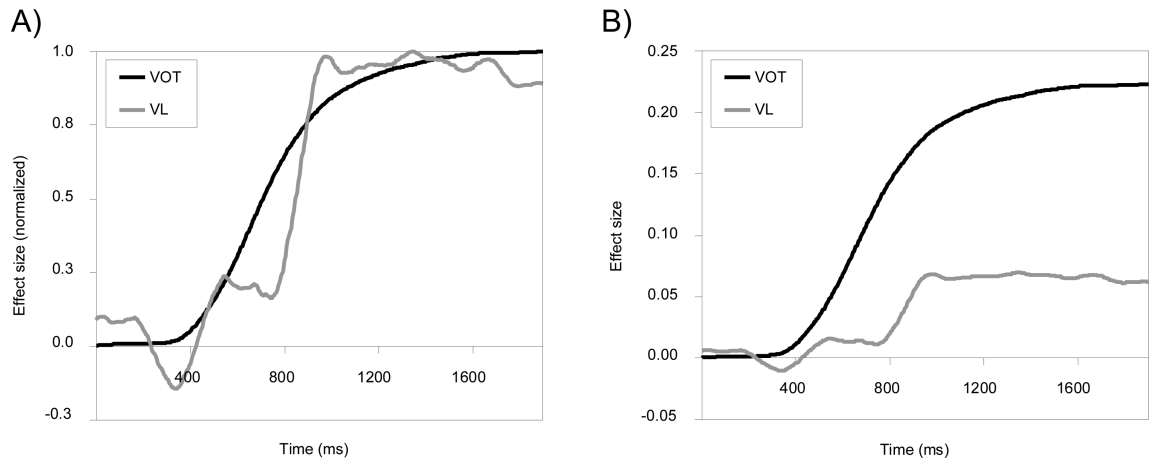 A)
1.0
0.8
0.5
0.3
0.0
-0.3
VOT
VL
Effect size (normalized)
400
800
1200
1600
Time (ms)
B)
0.25
0.20
0.15
0.10
0.05
0.00
-0.05
VOT
VL
Effect size
400
800
1200
1600
Time (ms)